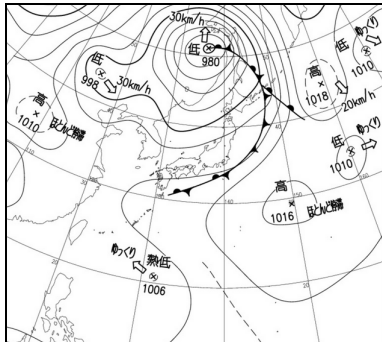 30km/h
低
980
低
998
30km/h
高
1010
ほとんど停滞
高
1018
20km/h
低
ゆっくり
ゆっくり
低
1010
高
1016
ほとんど停滞
ゆっくり
熱低
1006